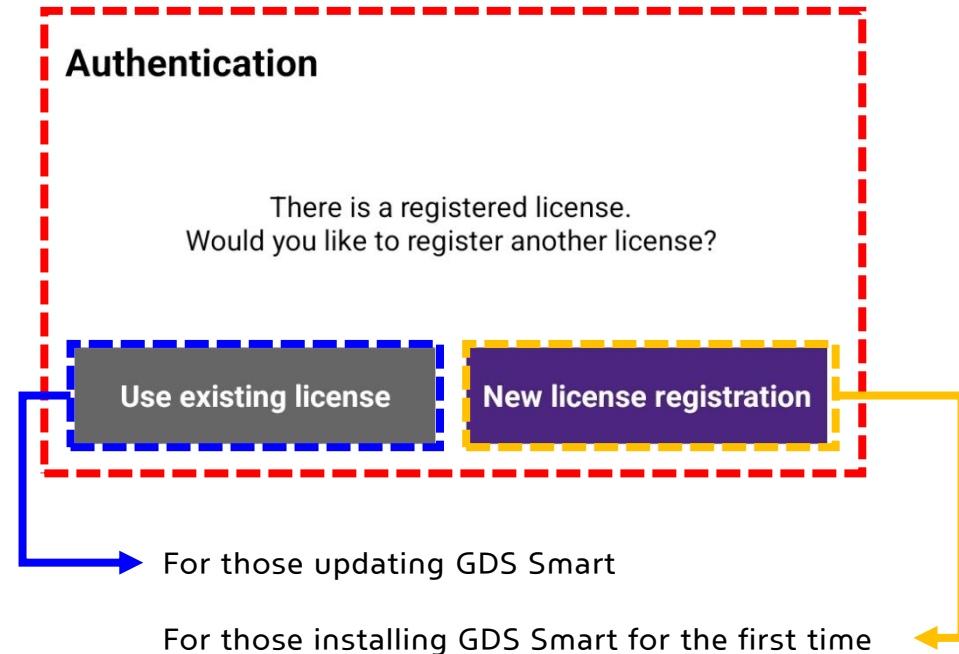 Authentication
There is a registered license.
Would you like to register another license?
Use existing license
New license registration
For those updating GDS Smart
For those installing GDS Smart for the first time